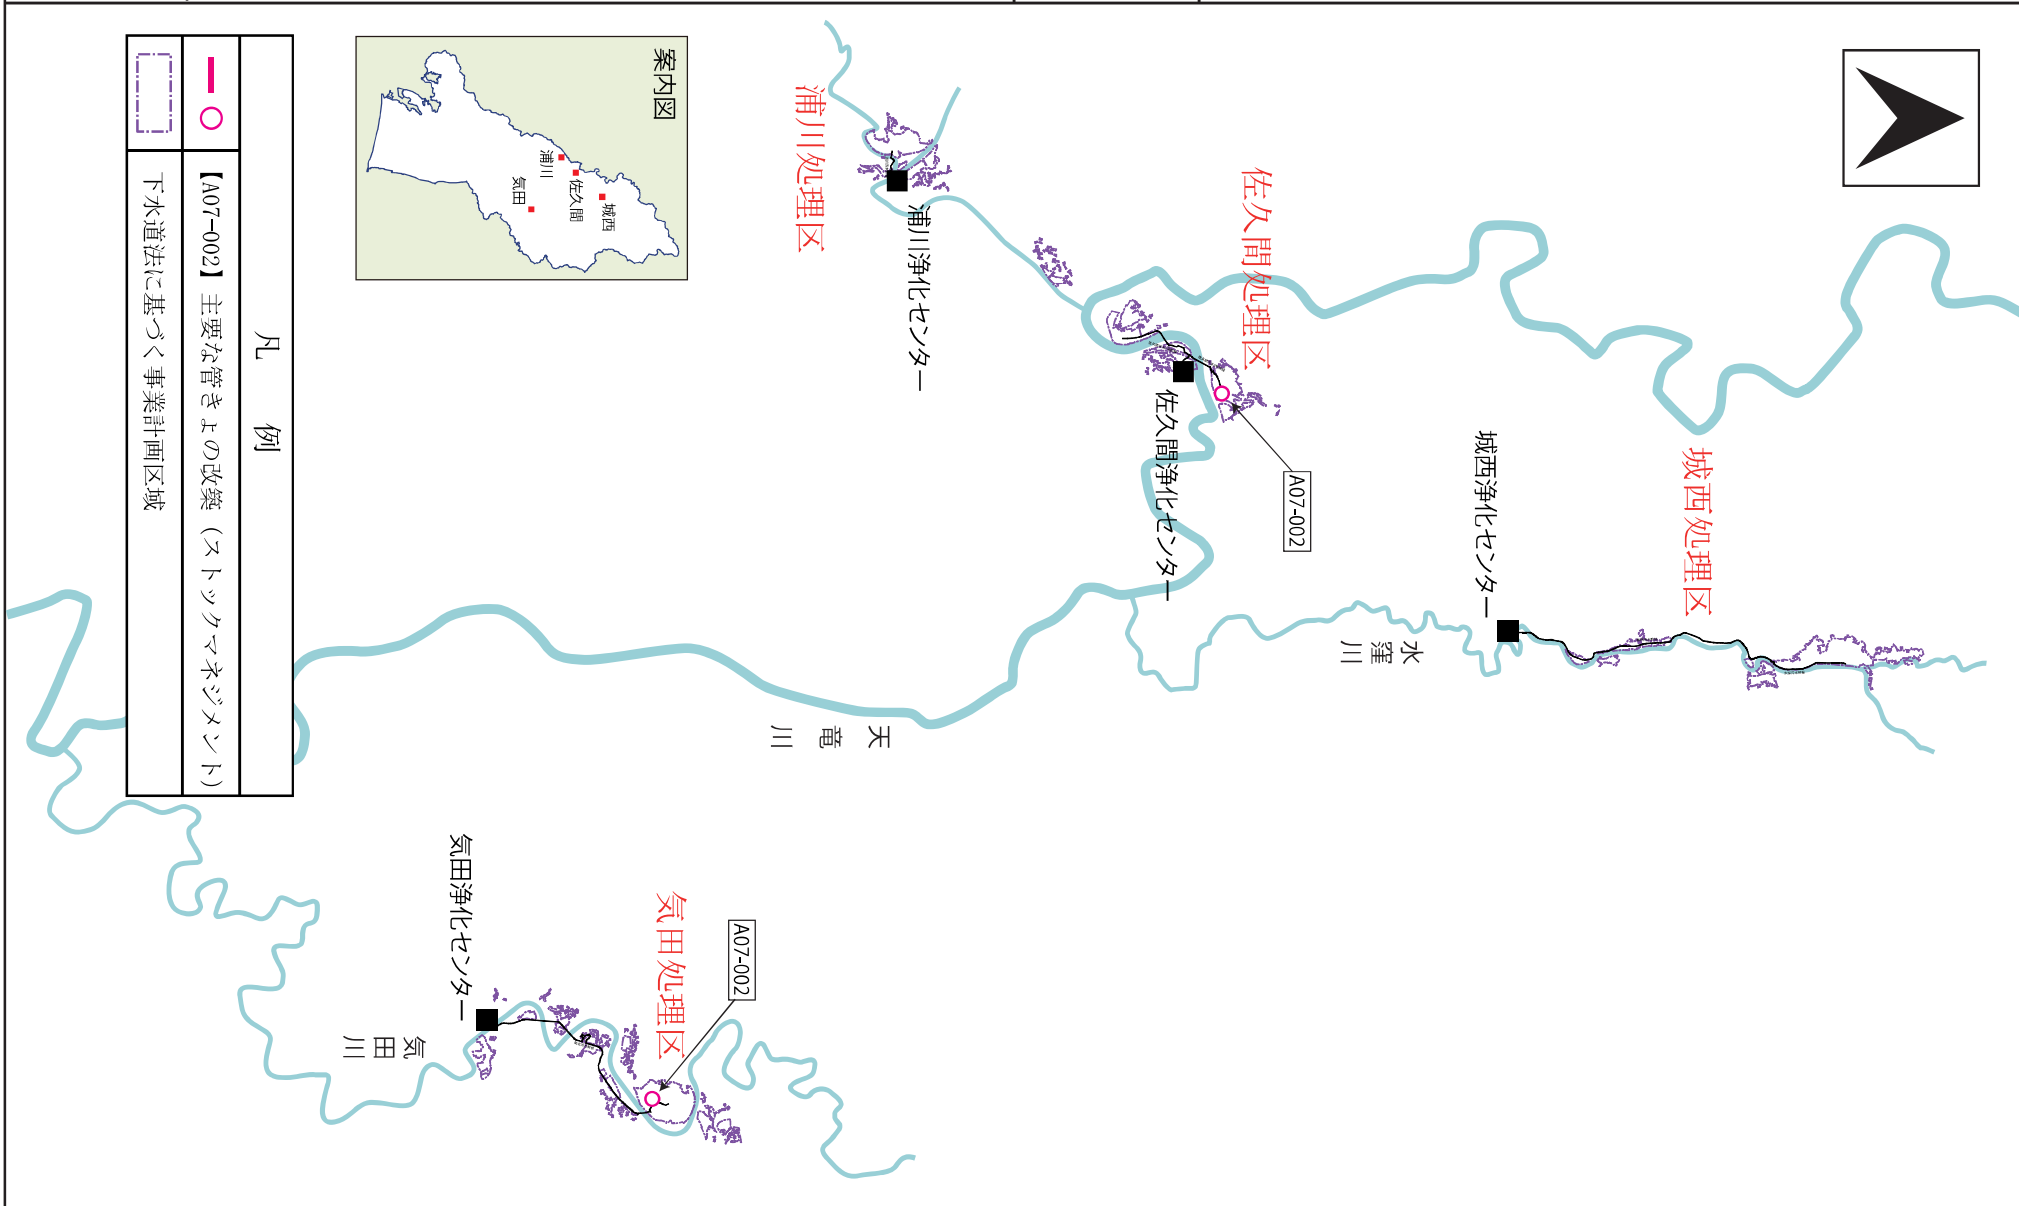 案内図
浦川
佐久間
城西
気田
凡例
【A07-002】主要な管きょの改築（ストックマネジメント）
下水道法に基づく事業計画区域
浦川処理区
浦川浄化センター
佐久間処理区
佐久間浄化センター
A07-002
城西処理区
城西浄化センター
水窪川
天竜川
気田処理区
A07-002
気田浄化センター
気田川